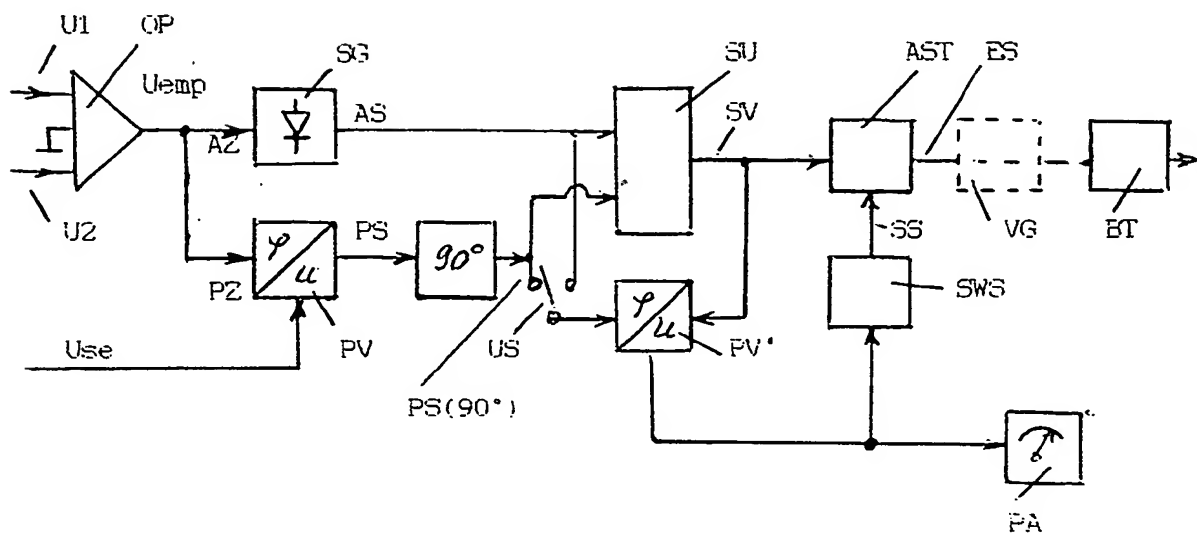 U1
OP
Uemp
SG
AS
AZ
U2
PZ
φ
u
PS
90°
Use
PV
US
PS(90°)
SU
SV
φ
u
PV'
AST
ES
VG
BT
SS
SWS
PA